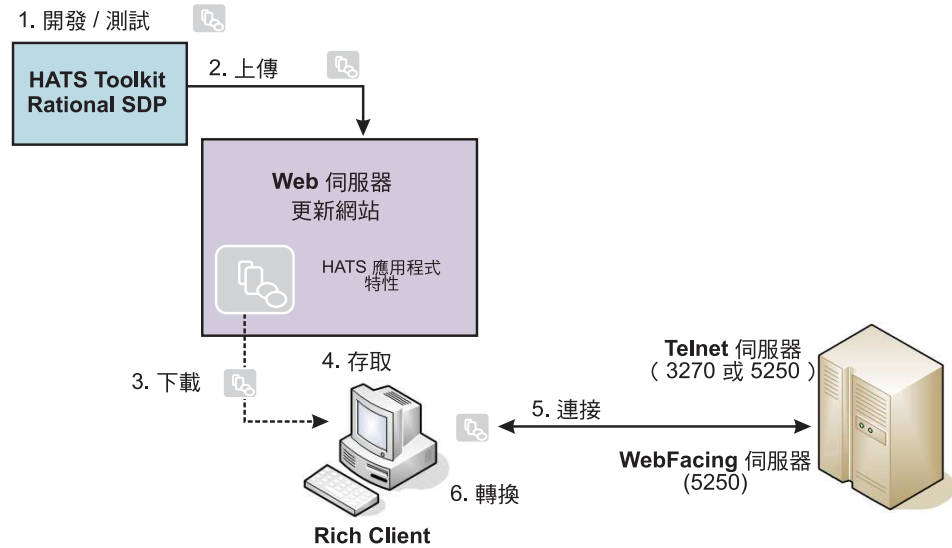 1. 開發 / 測試
HATS Toolkit
Rational SDP
2. 上傳
Web 伺服器
更新網站
HATS 應用程式
特性
3. 下載
4. 存取
Telnet 伺服器
( 3270 或 5250 )
5. 連接
WebFacing 伺服器
(5250)
6. 轉換
Rich Client